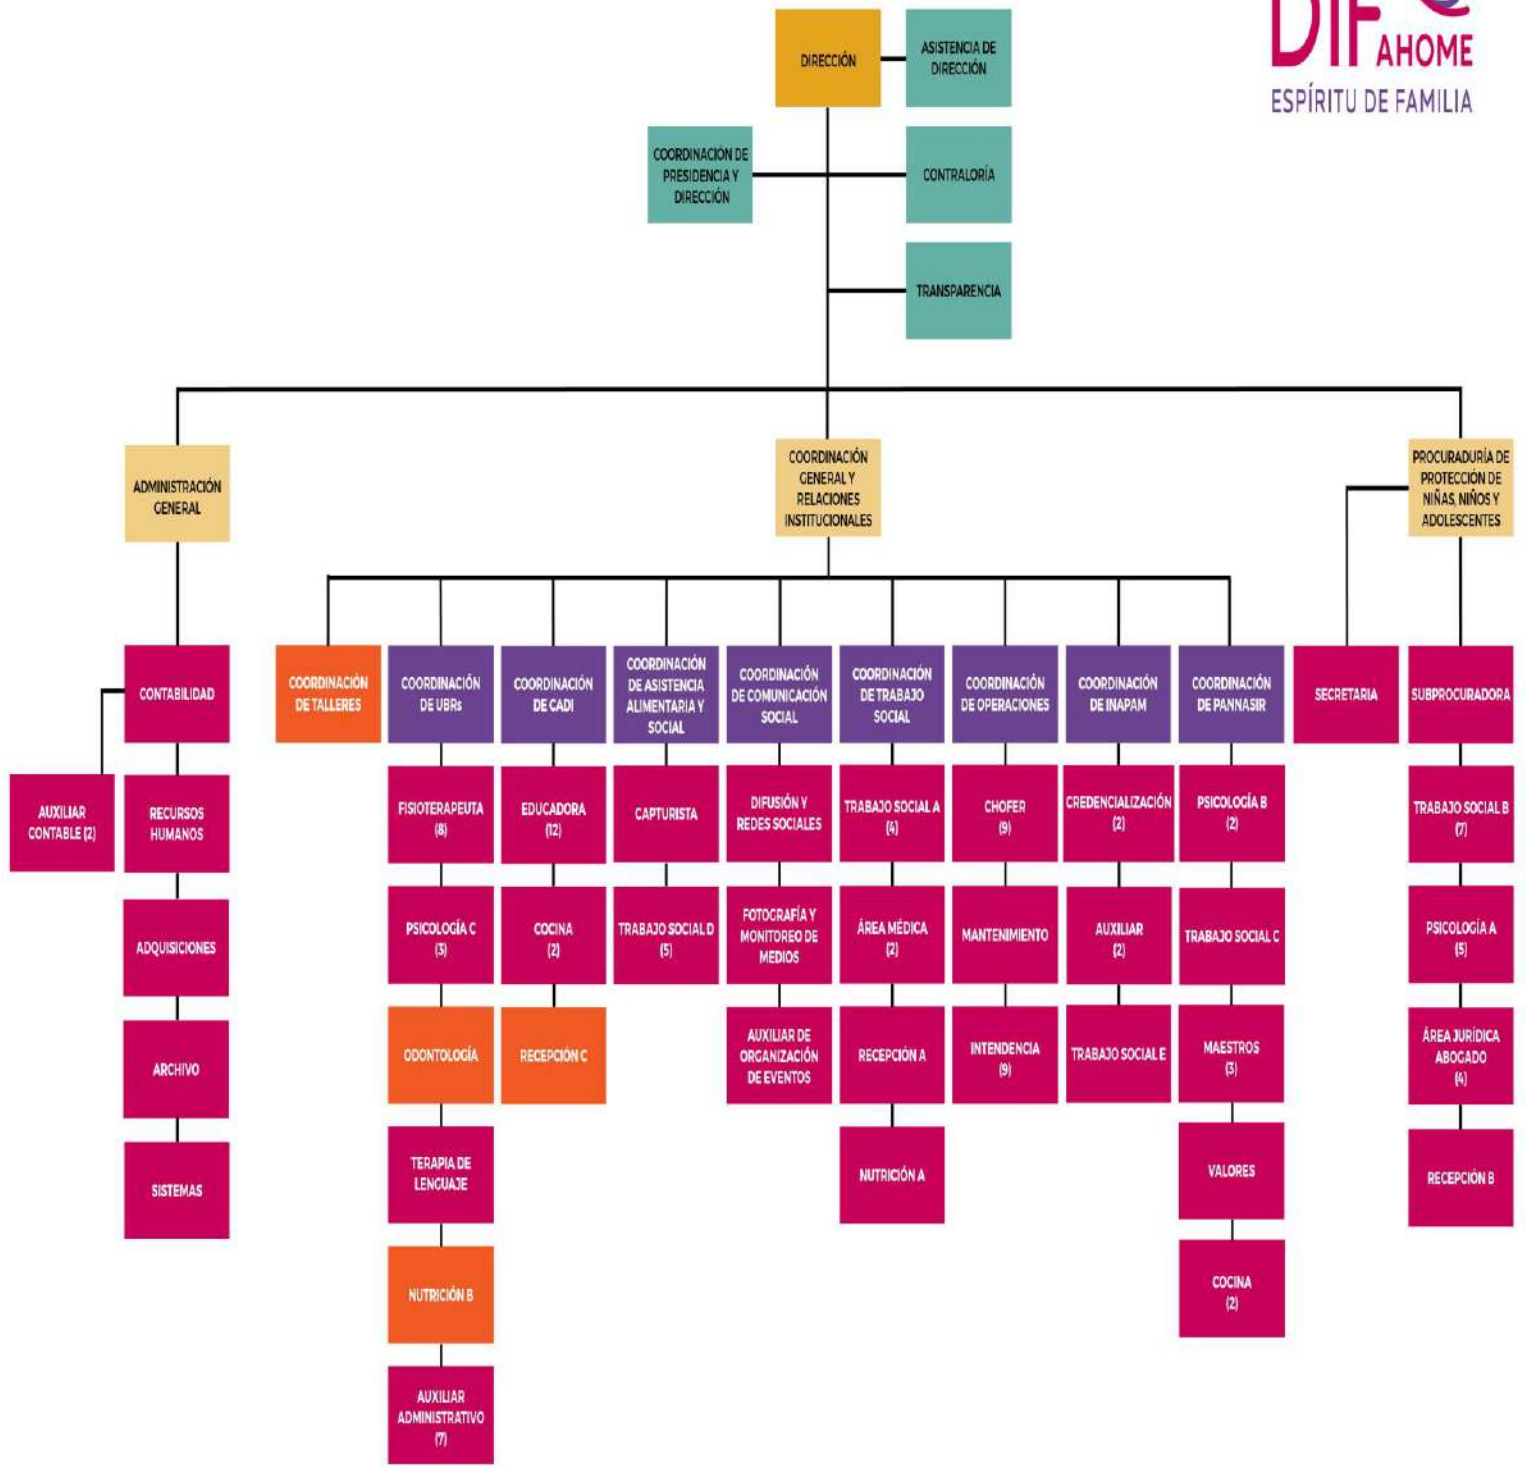 DIF
AHOME
ESPÍRITU DE FAMILIA
DIRECCIÓN
ASISTENCIA DE
DIRECCIÓN
COORDINACIÓN DE
PRESIDENCIA Y
DIRECCIÓN
CONTRALORÍA
TRANSPARENCIA
ADMINISTRACIÓN
GENERAL
COORDINACIÓN
GENERAL Y
RELACIONES
INSTITUCIONALES
PROCURADURÍA DE
PROTECCIÓN DE
NIÑAS, NIÑOS Y
ADOLESCENTES
CONTABILIDAD
AUXILIAR
CONTABLE (2)
RECURSOS
HUMANOS
ADQUISICIONES
ARCHIVO
SISTEMAS
COORDINACIÓN
DE TALLERES
COORDINACIÓN
DE UBRs
FISIOTERAPEUTA
(8)
PSICOLOGÍA C
(3)
ODONTOLOGÍA
TERAPIA DE
LENGUAJE
NUTRICIÓN B
AUXILIAR
ADMINISTRATIVO
(7)
COORDINACIÓN
DE CADI
EDUCADORA
(12)
COCINA
(2)
RECEPCIÓN C
COORDINACIÓN
DE ASISTENCIA
ALIMENTARIA Y
SOCIAL
CAPTURISTA
TRABAJO SOCIAL D
(5)
COORDINACIÓN
DE COMUNICACIÓN
SOCIAL
DIFUSIÓN Y
REDES SOCIALES
FOTOGRAFÍA Y
MONITOREO DE
MEDIOS
AUXILIAR DE
ORGANIZACIÓN
DE EVENTOS
COORDINACIÓN
DE TRABAJO
SOCIAL
TRABAJO SOCIAL A
(4)
ÁREA MÉDICA
(2)
RECEPCIÓN A
NUTRICIÓN A
COORDINACIÓN
DE OPERACIONES
CHOFER
(9)
MANTENIMIENTO
INTENDENCIA
(9)
COORDINACIÓN
DE INAPAM
CREDENCIALIZACIÓN
(2)
AUXILIAR
(2)
TRABAJO SOCIAL E
COORDINACIÓN
DE PANNASIR
PSICOLOGÍA B
(2)
TRABAJO SOCIAL C
MAESTROS
(3)
VALORES
COCINA
(2)
SECRETARIA
SUBPROCURADORA
TRABAJO SOCIAL B
(7)
PSICOLOGÍA A
(5)
ÁREA JURÍDICA
ABOGADO
(4)
RECEPCIÓN B